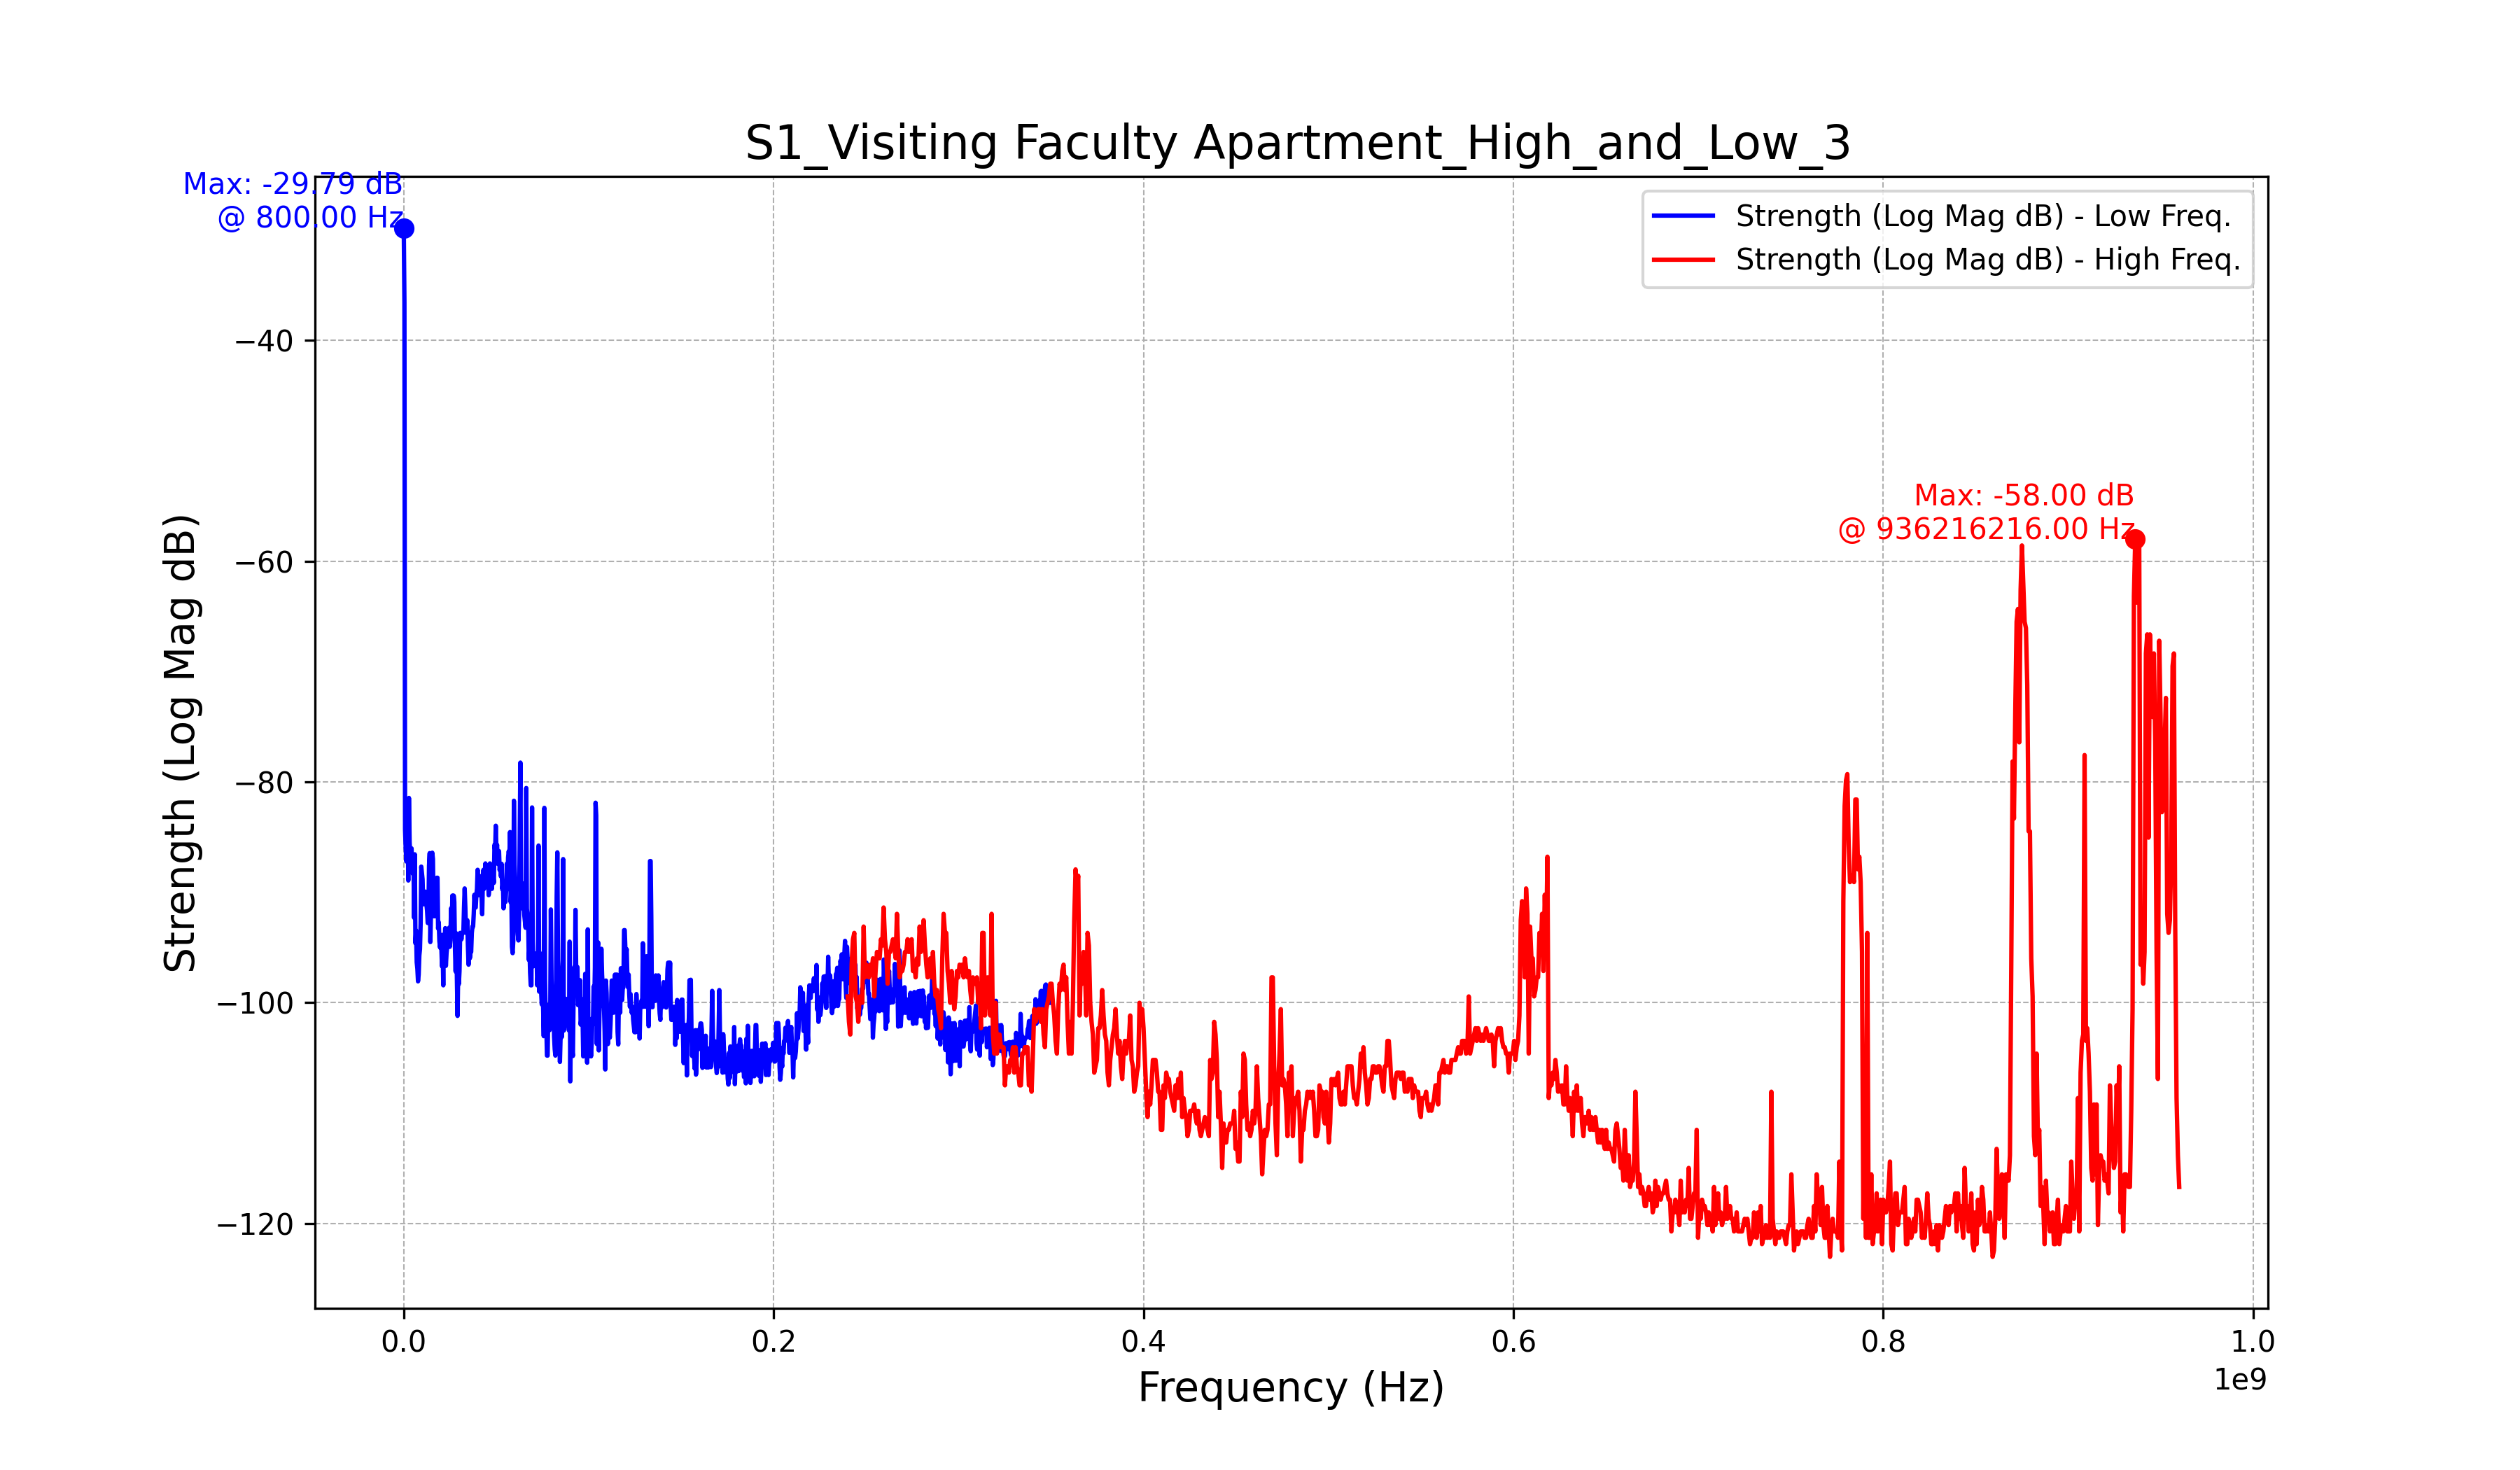 S1_Visiting Faculty Apartment_High_and_Low_3
Max: -29.79 dB
@ 800.00 Hz
Strength (Log Mag dB) - Low Freq.
Strength (Log Mag dB) - High Freq.
Max: -58.00 dB
@ 936216216.00 Hz
Strength (Log Mag dB)
−40
−60
−80
−100
−120
0.0 0.2 0.4 0.6 0.8 1.0
1e9
Frequency (Hz)